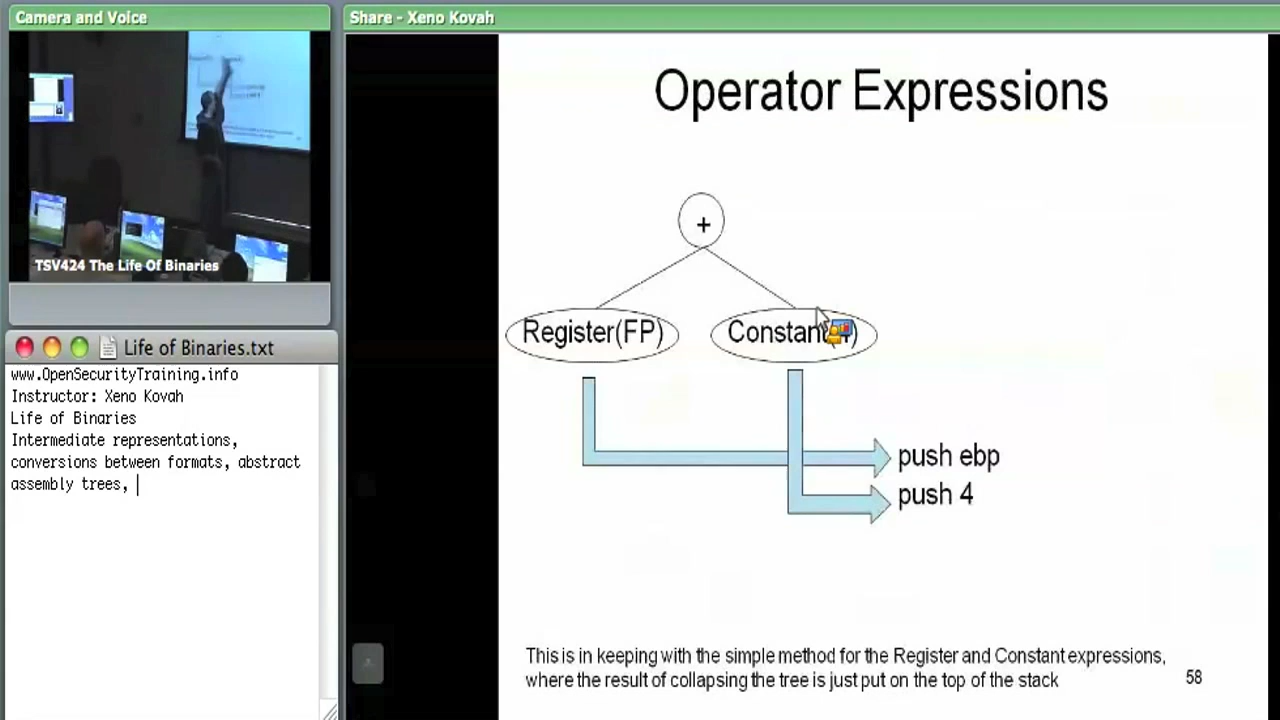 Camera and Voice
TSV424 The Life Of Binaries
Life of Binaries.txt
www.OpenSecurityTraining.info
Instructor: Xeno Kovah
Life of Binaries
Intermediate representations,
conversions between formats, abstract
assembly trees,
Share - Xeno Kovah
Operator Expressions
+
Register(FP)
Constant(4)
push ebp
push 4
This is in keeping with the simple method for the Register and Constant expressions,
where the result of collapsing the tree is just put on the top of the stack
58